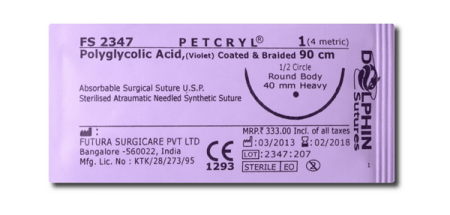 FS 2347 PETCRYL® 1(4 metric)
Polyglycolic Acid,(Violet) Coated & Braided 90 cm
1/2 Circle
Round Body
40 mm Heavy
Absorbable Surgical Suture U.S.P.
Sterilised Atraumatic Needled Synthetic Suture
DOLPHIN
Sutures
:
FUTURA SURGICARE PVT LTD
Bangalore -560022, India
Mfg. Lic. No : KTK/28/273/95
CE
1293
MRP.₹ 333.00 Incl. of all taxes
:03/2013 :02/2018
LOT:2347:207
STERILE EO